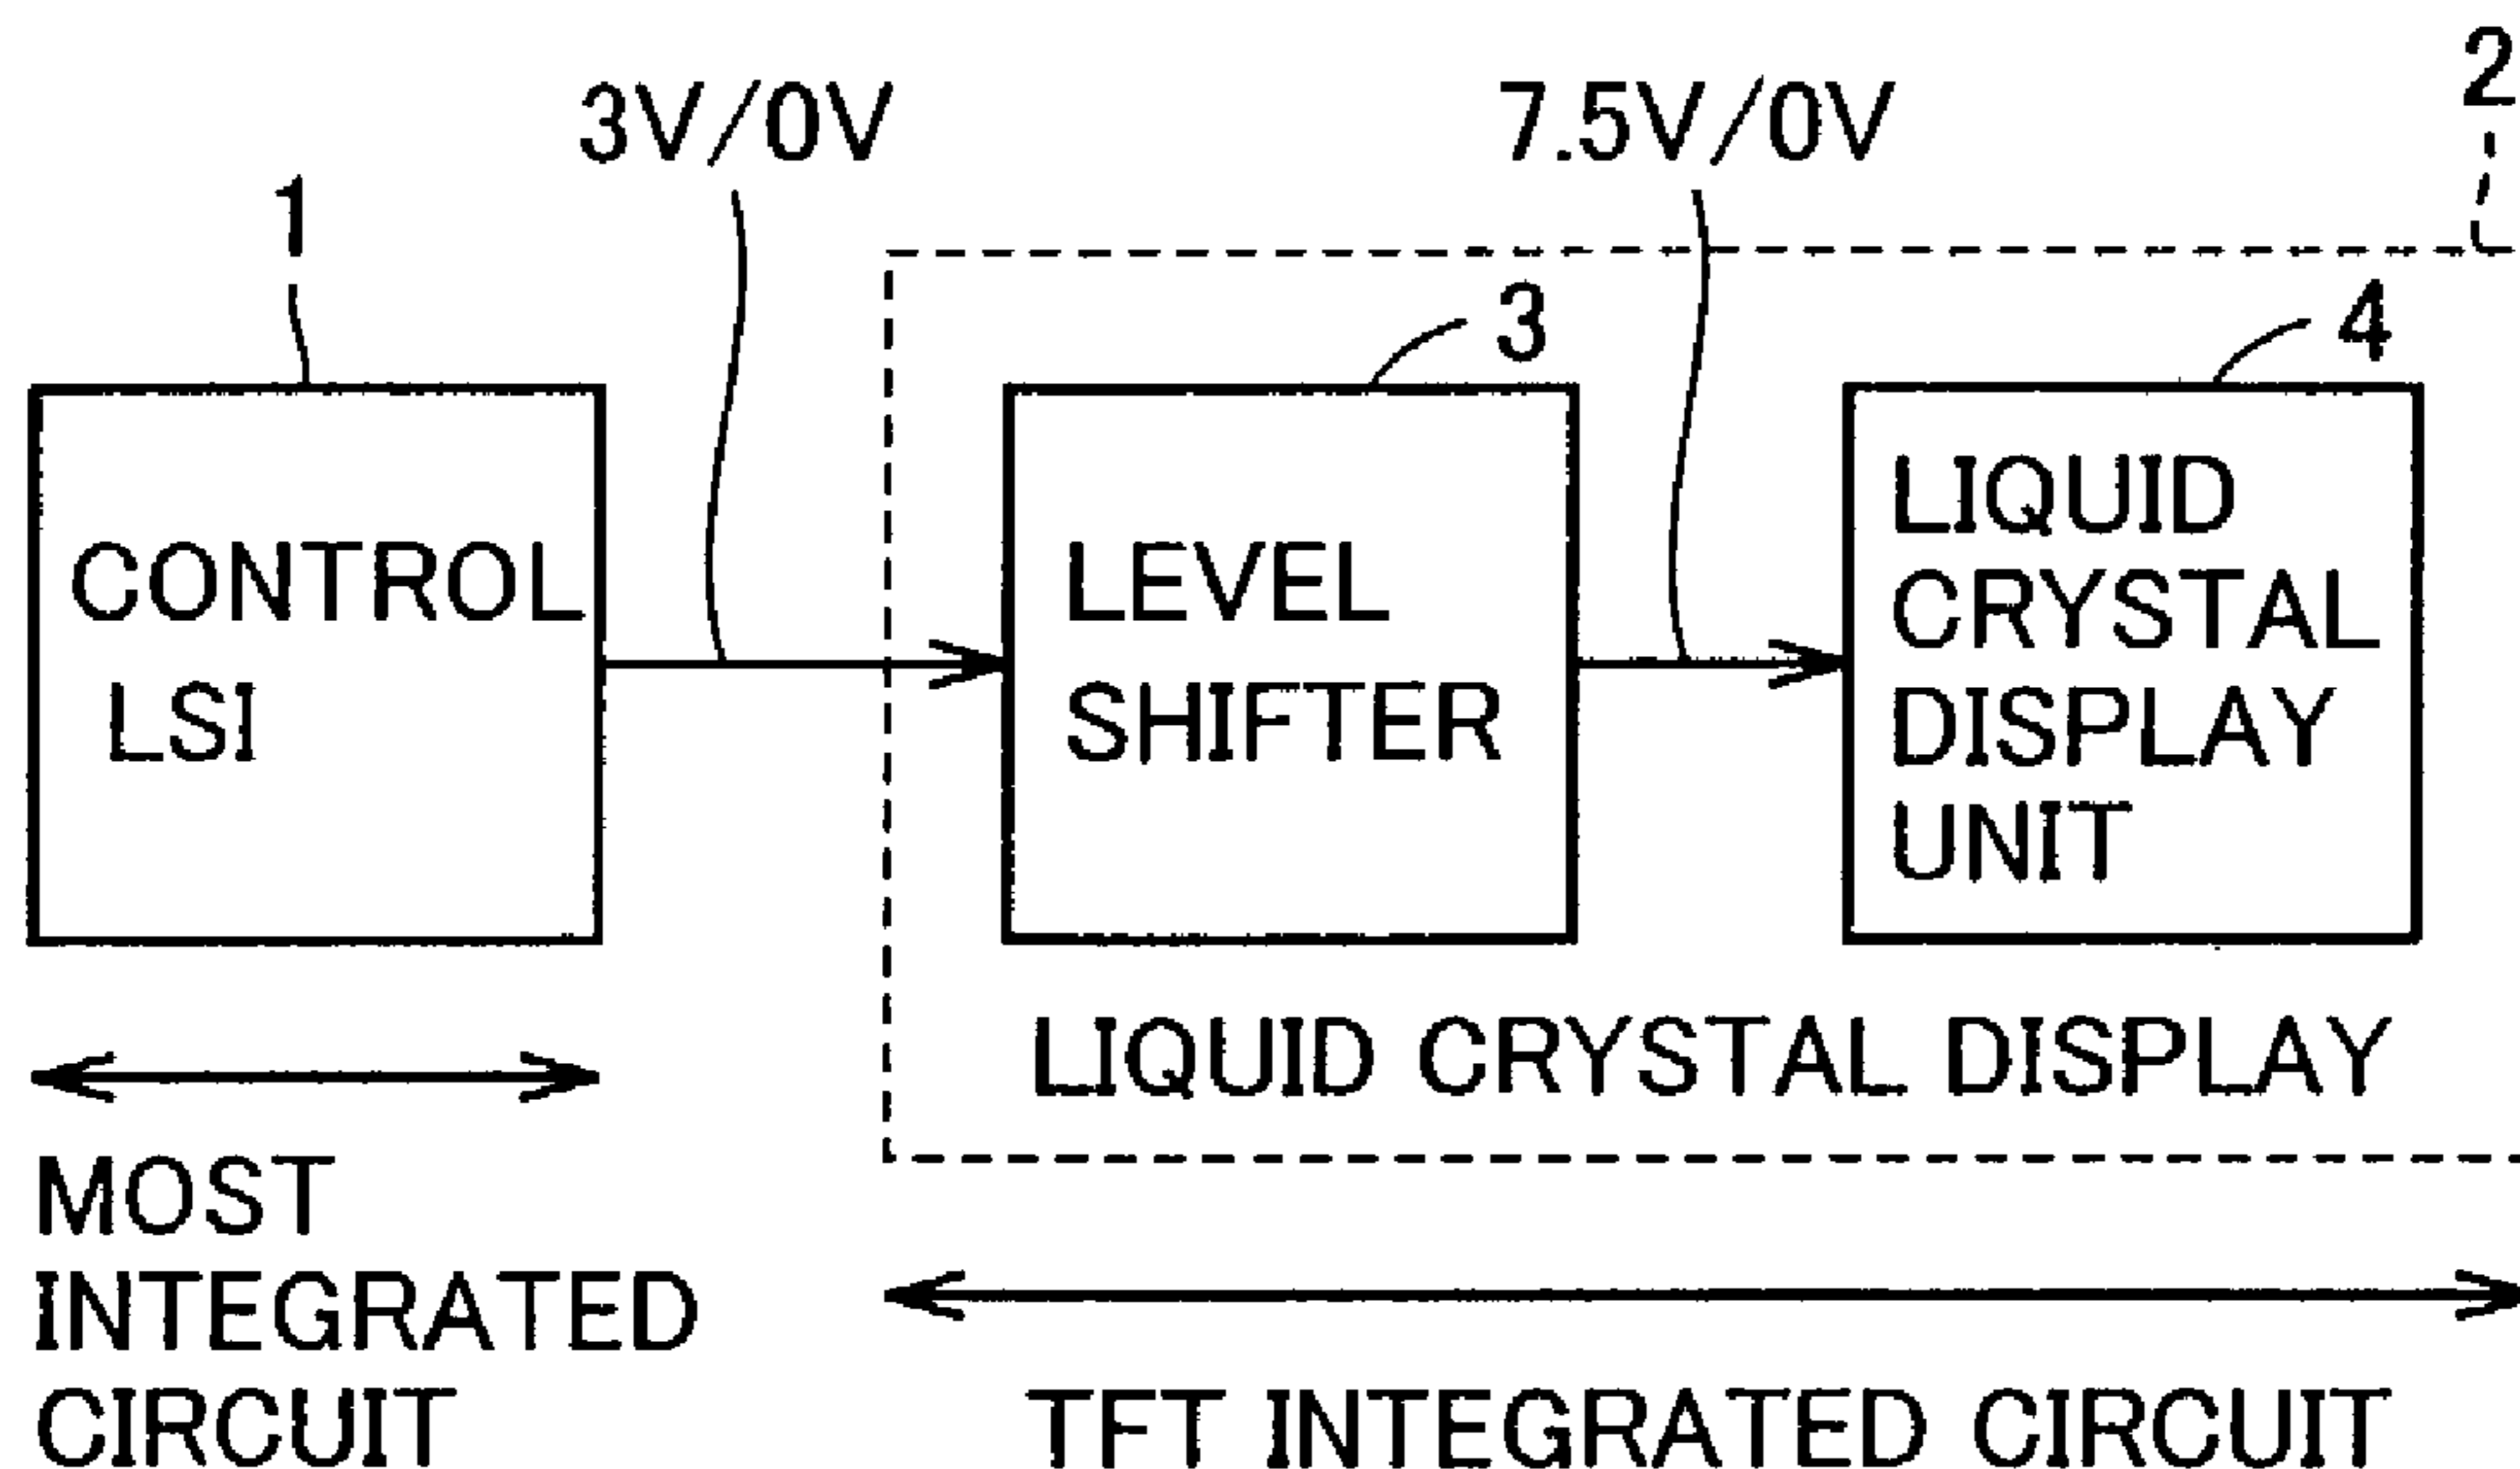 2
3V/0V
7.5V/0V
1
3
4
CONTROL
LSI
LEVEL
SHIFTER
LIQUID
CRYSTAL
DISPLAY
UNIT
LIQUID CRYSTAL DISPLAY
MOST
INTEGRATED
CIRCUIT
TFT INTEGRATED CIRCUIT